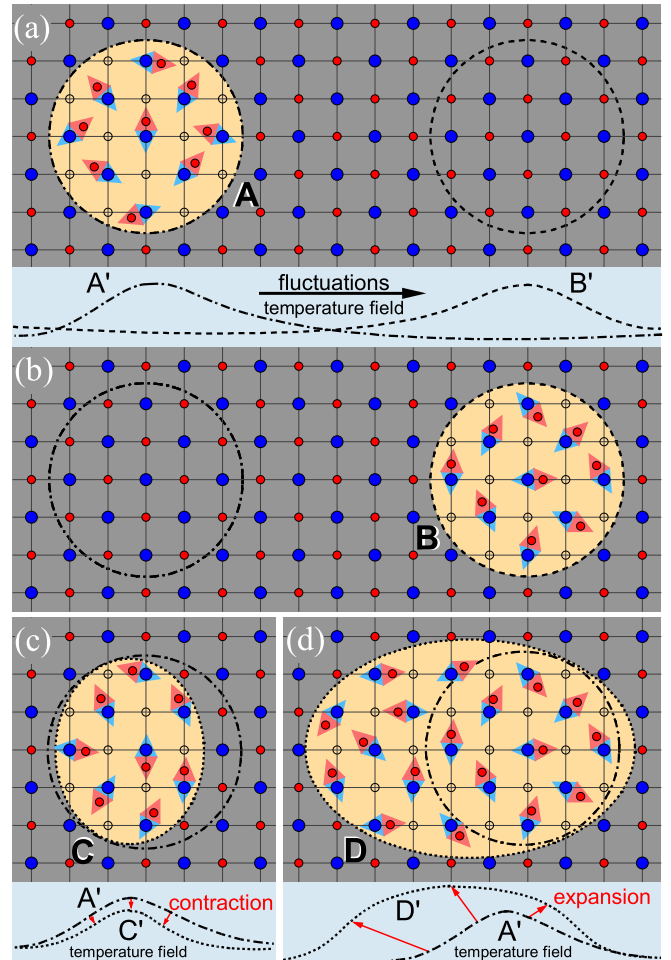 (a)
A
A'
fluctuations
B'
temperature field
(b)
B
(c)
(d)
C
D
A'
contraction
C'
temperature field
D'
expansion
A'
temperature field